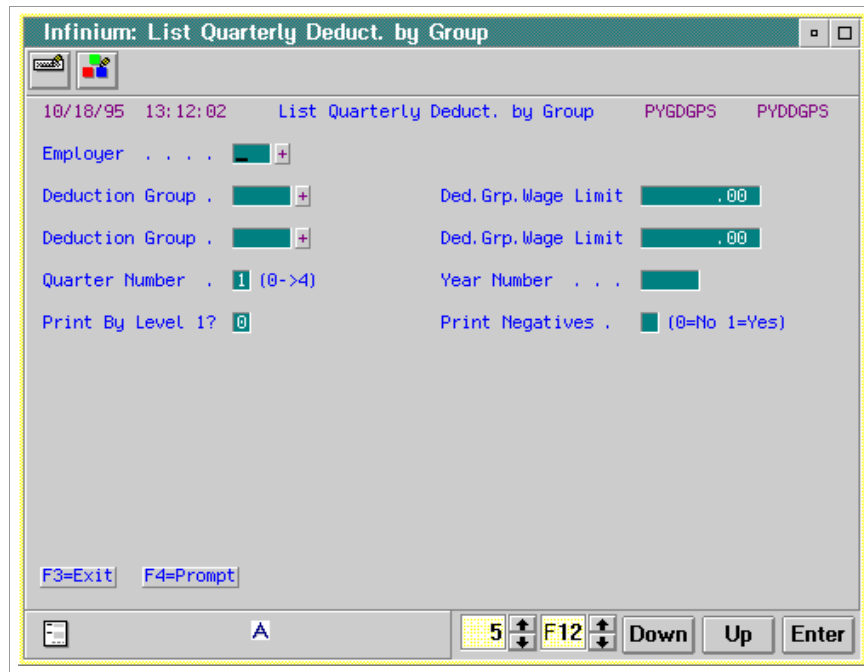 Infinium: List Quarterly Deduct. by Group
10/18/95 13:12:02 List Quarterly Deduct. by Group PYGDGPS PYDDGPS
Employer . . . . +
Deduction Group . + Ded.Grp.Wage Limit .00
Deduction Group . + Ded.Grp.Wage Limit .00
Quarter Number . 1 (0->4) Year Number . . .
Print By Level 1? 0 Print Negatives . (0=No 1=Yes)
F3=Exit F4=Prompt
A 5 F12 Down Up Enter